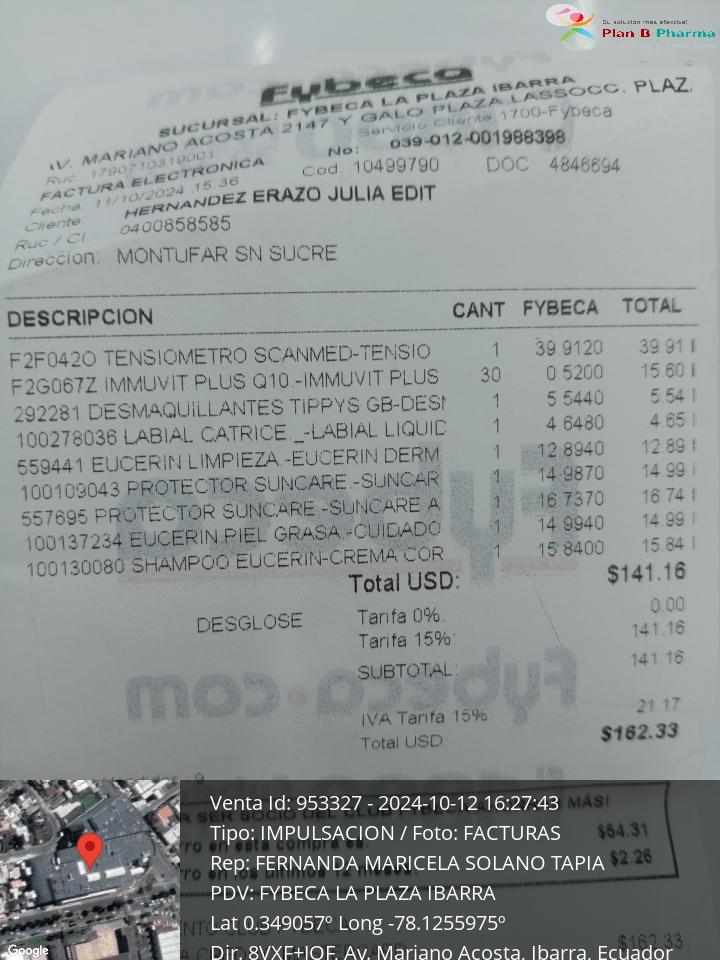 Su solución más efectiva!
Plan B Pharma
Fybeca
SUCURSAL: FYBECA LA PLAZA IBARRA
AV. MARIANO ACOSTA 2147 Y GALO PLAZA LASSOCC. PLAZ
Ruc 1790710319001 Servicio Cliente 1700-Fybeca
FACTURA ELECTRONICA No: 039-012-001988398
Fecha: 11/10/2024 15:36 Cod: 10499790 DOC: 4846694
Cliente: HERNANDEZ ERAZO JULIA EDIT
Ruc / CI: 0400858585
Direccion: MONTUFAR SN SUCRE
DESCRIPCION CANT FYBECA TOTAL
F2F042O TENSIOMETRO SCANMED-TENSIO 1 39.9120 39.91 I
F2G067Z IMMUVIT PLUS Q10.-IMMUVIT PLUS 30 0.5200 15.60 I
292281 DESMAQUILLANTES TIPPYS GB-DES 1 5.5440 5.54 I
100278036 LABIAL CATRICE._-LABIAL LIQUID 1 4.6480 4.65 I
559441 EUCERIN LIMPIEZA.-EUCERIN DERM 1 12.8940 12.89 I
100109043 PROTECTOR SUNCARE.-SUNCAR 1 14.9870 14.99 I
557695 PROTECTOR SUNCARE.-SUNCARE A 1 16.7370 16.74 I
100137234 EUCERIN PIEL GRASA.-CUIDADO 1 14.9940 14.99 I
100130080 SHAMPOO EUCERIN-CREMA COR 1 15.8400 15.84 I
Total USD: $141.16
DESGLOSE Tarifa 0%: 0.00
Tarifa 15%: 141.16
SUBTOTAL: 141.16
IVA Tarifa 15%: 21.17
Total USD $162.33
Fybeca.com
Venta Id: 953327 - 2024-10-12 16:27:43
R SER SOCIO DEL CLUB FYBECA MÁS!
Tipo: IMPULSACION / Foto: FACTURAS
$64.31
Rep: FERNANDA MARICELA SOLANO TAPIA
$2.26
PDV: FYBECA LA PLAZA IBARRA
Lat 0.349057º Long -78.1255975º
$162.33
Dir. 8VXF+JQF, Av. Mariano Acosta, Ibarra, Ecuador
Google